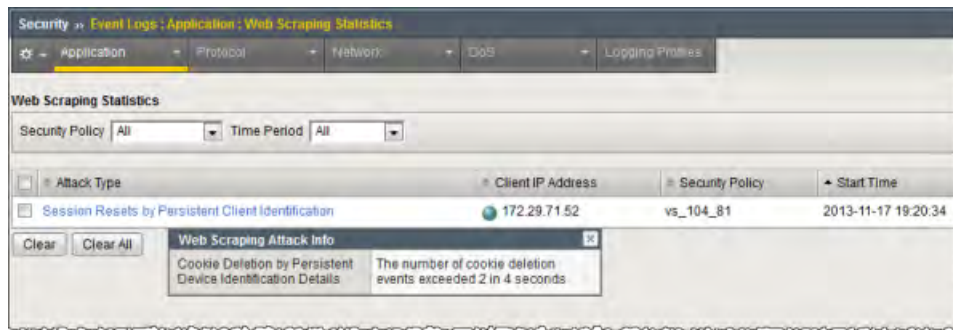 Security » Event Logs : Application : Web Scraping Statistics
Application Protocol Network DoS Logging Profiles
Web Scraping Statistics
Security Policy All Time Period All
Attack Type Client IP Address Security Policy Start Time
Session Resets by Persistent Client Identification 172.29.71.52 vs_104_81 2013-11-17 19:20:34
Clear Clear All
Web Scraping Attack Info
Cookie Deletion by Persistent The number of cookie deletion
Device Identification Details events exceeded 2 in 4 seconds